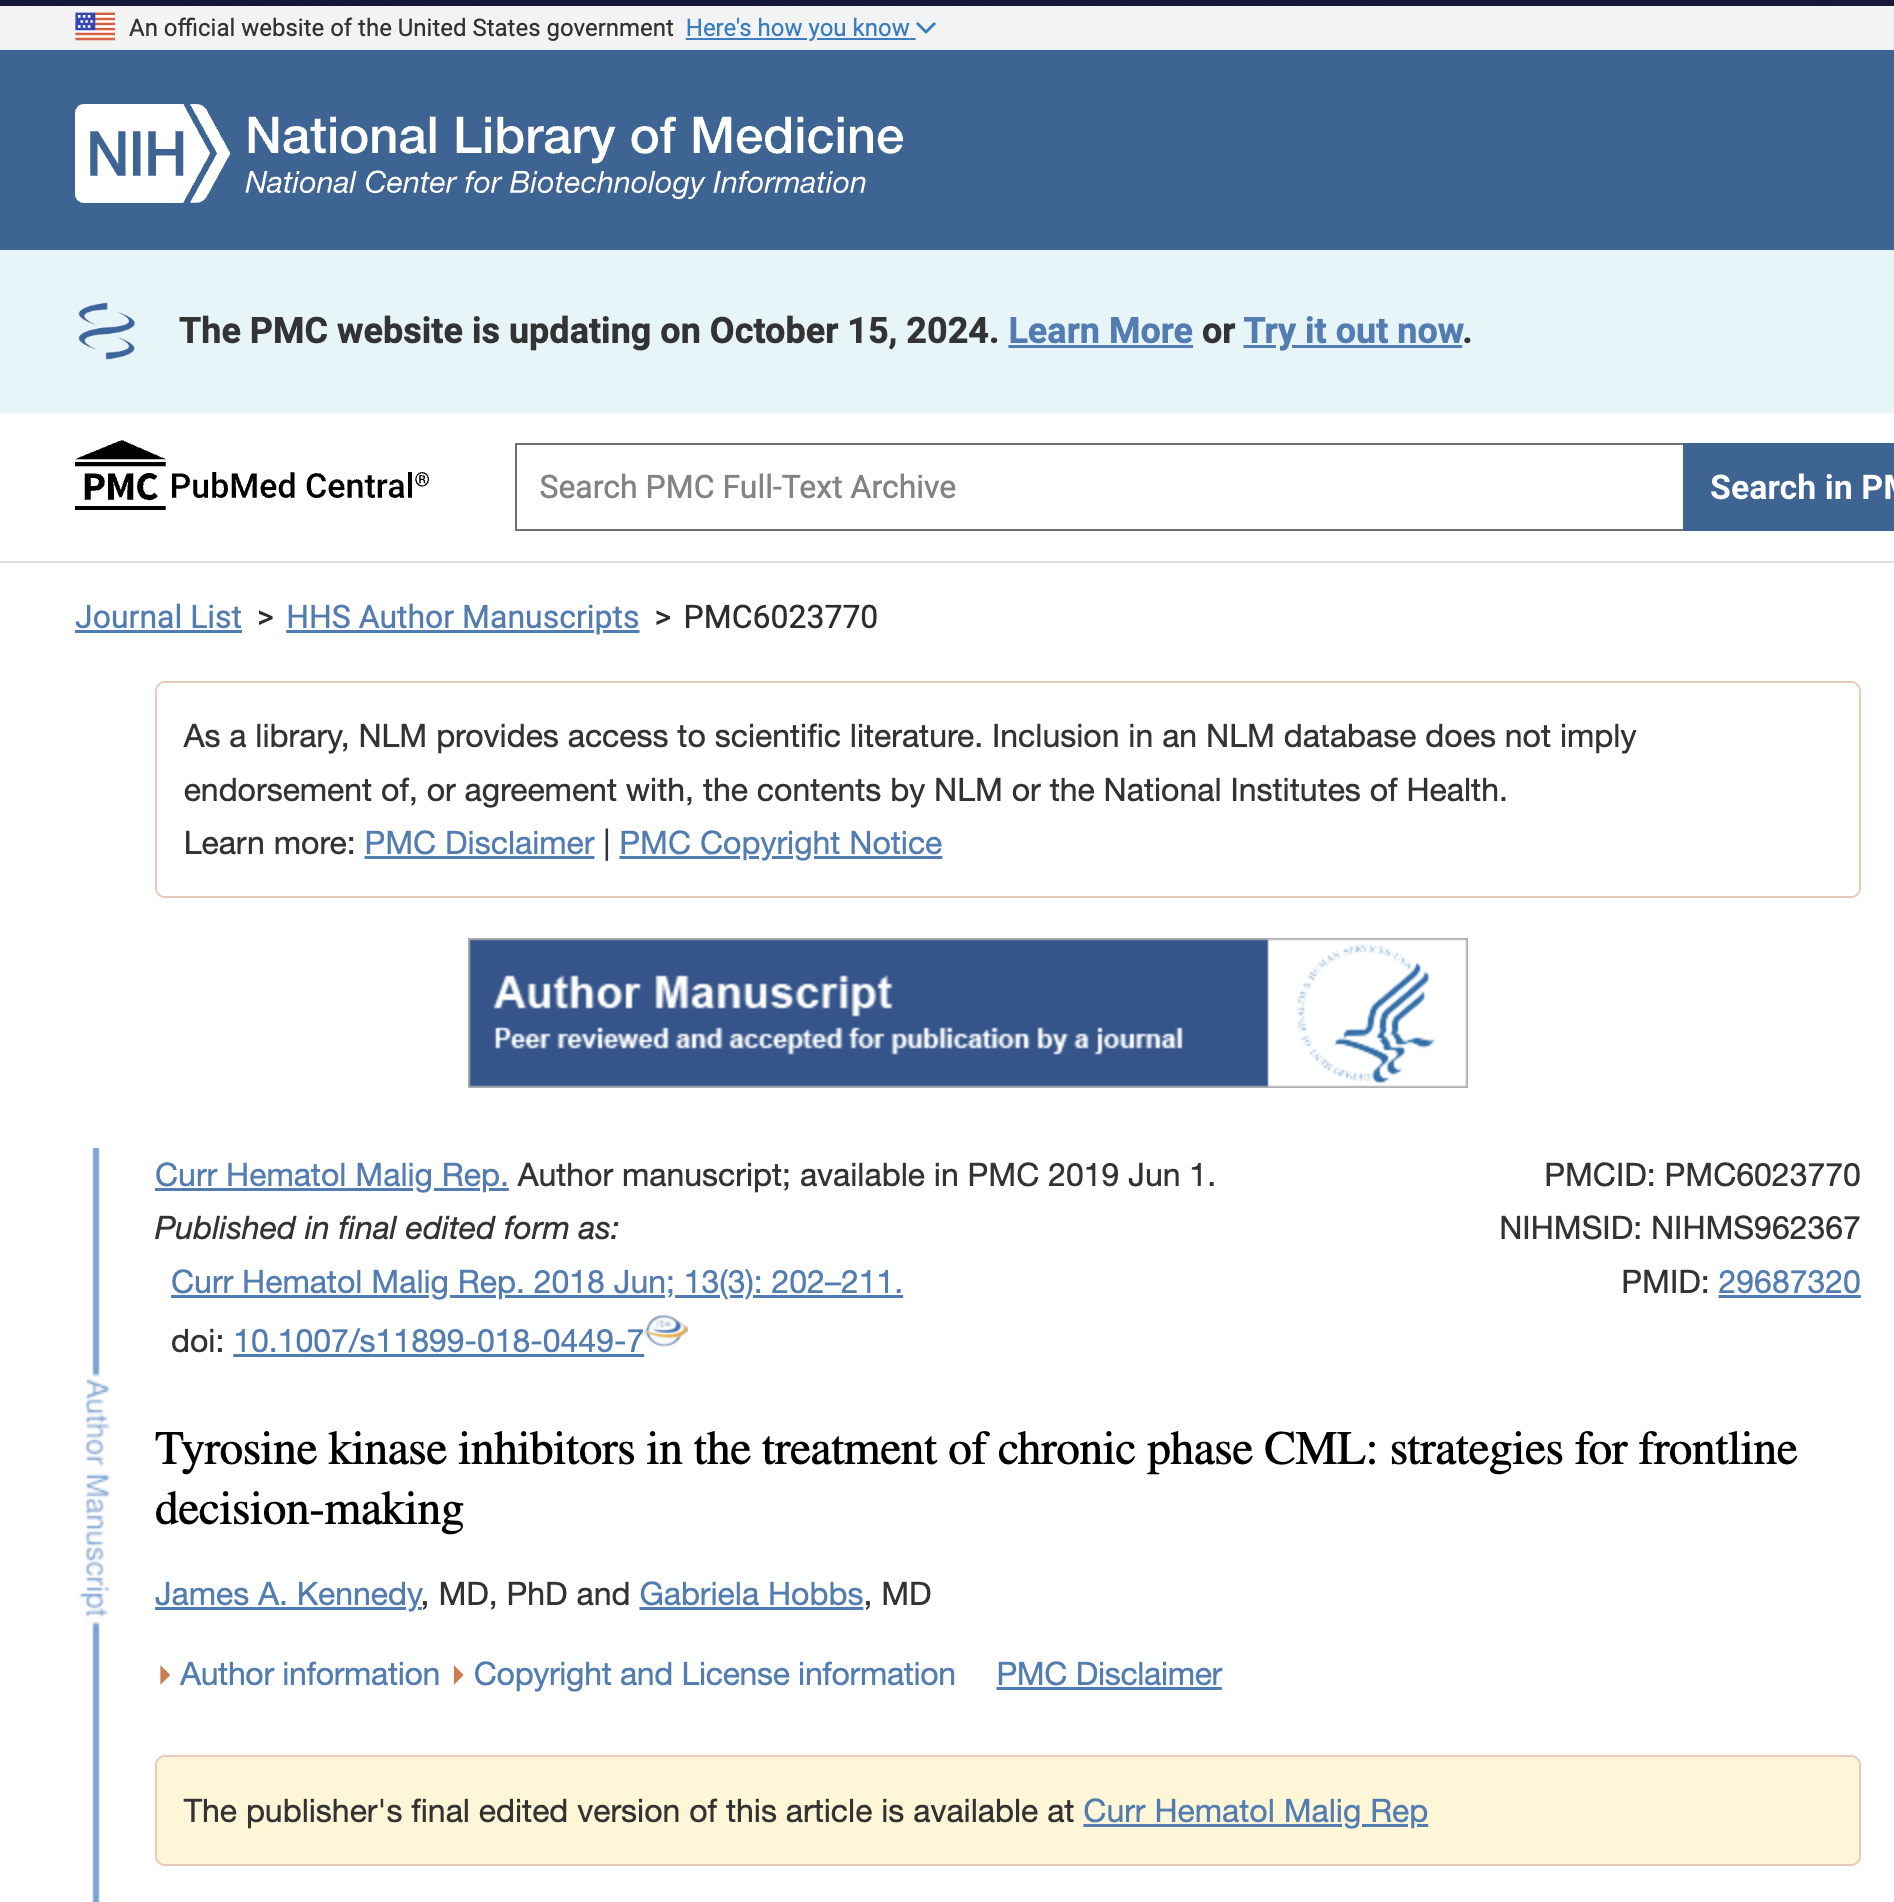 An official website of the United States government Here's how you know
NIH National Library of Medicine
National Center for Biotechnology Information
The PMC website is updating on October 15, 2024. Learn More or Try it out now.
PMC PubMed Central®
Search PMC Full-Text Archive
Search in PM
Journal List > HHS Author Manuscripts > PMC6023770
As a library, NLM provides access to scientific literature. Inclusion in an NLM database does not imply
endorsement of, or agreement with, the contents by NLM or the National Institutes of Health.
Learn more: PMC Disclaimer | PMC Copyright Notice
Author Manuscript
Peer reviewed and accepted for publication by a journal
Curr Hematol Malig Rep. Author manuscript; available in PMC 2019 Jun 1.
Published in final edited form as:
Curr Hematol Malig Rep. 2018 Jun; 13(3): 202–211.
doi: 10.1007/s11899-018-0449-7
PMCID: PMC6023770
NIHMSID: NIHMS962367
PMID: 29687320
Author Manuscript
Tyrosine kinase inhibitors in the treatment of chronic phase CML: strategies for frontline
decision-making
James A. Kennedy, MD, PhD and Gabriela Hobbs, MD
Author information Copyright and License information PMC Disclaimer
The publisher's final edited version of this article is available at Curr Hematol Malig Rep